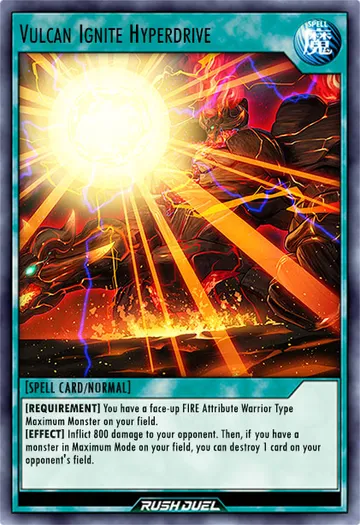 Vulcan Ignite Hyperdrive
SPELL
魔
[SPELL CARD/NORMAL]
[REQUIREMENT] You have a face-up FIRE Attribute Warrior Type
Maximum Monster on your field.
[EFFECT] Inflict 800 damage to your opponent. Then, if you have a
monster in Maximum Mode on your field, you can destroy 1 card on
your opponent's field.
RUSH DUEL